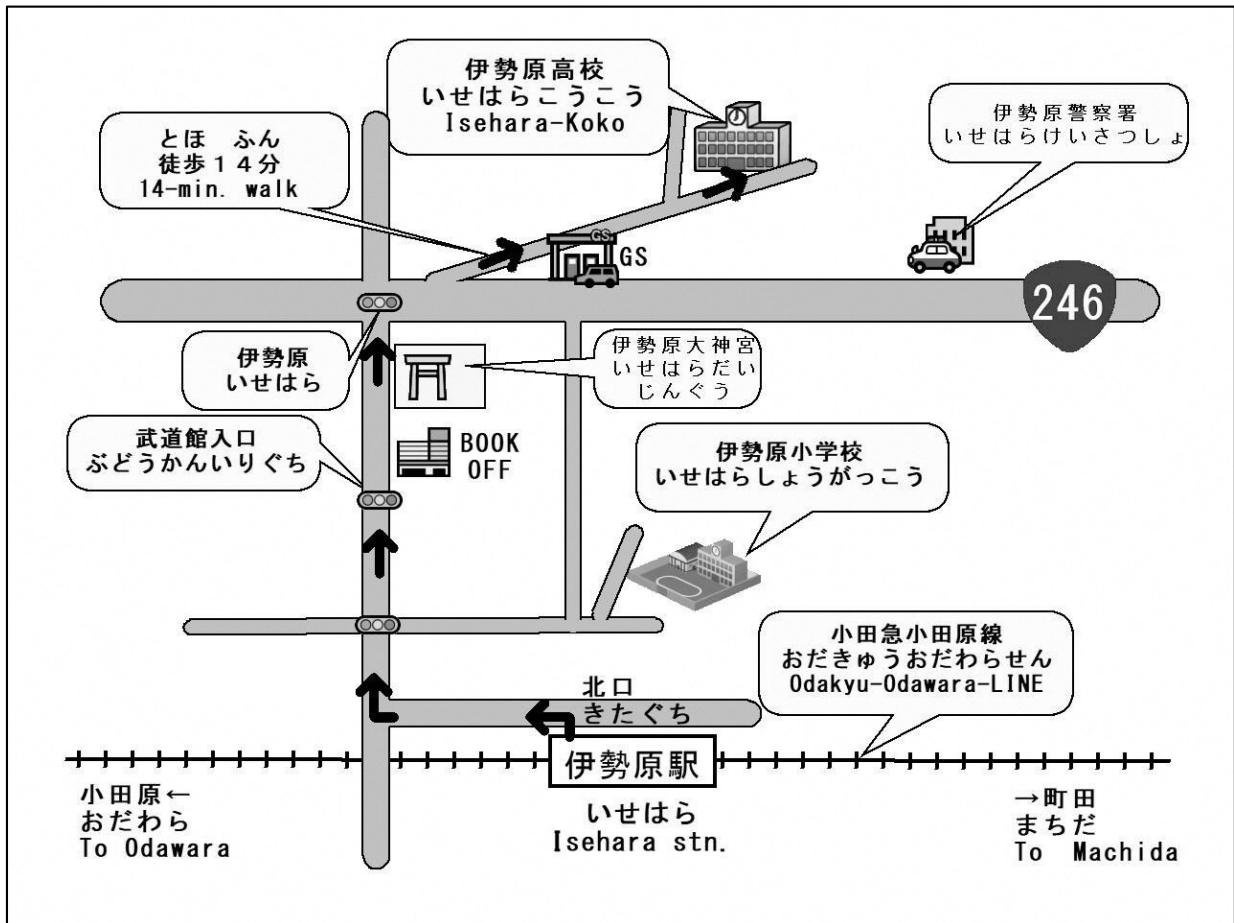 伊勢原高校
いせはらこうこう
Isehara-Koko
伊勢原警察署
いせはらけいさつしょ
とほ　ふん
徒歩１４分
14-min. walk
GS
GS
246
伊勢原
いせはら
伊勢原大神宮
いせはらだい
じんぐう
武道館入口
ぶどうかんいりぐち
BOOK
OFF
伊勢原小学校
いせはらしょうがっこう
小田急小田原線
おだきゅうおだわらせん
Odakyu-Odawara-LINE
北口
きたぐち
伊勢原駅
いせはら
Isehara stn.
小田原←
おだわら
To Odawara
→町田
まちだ
To Machida